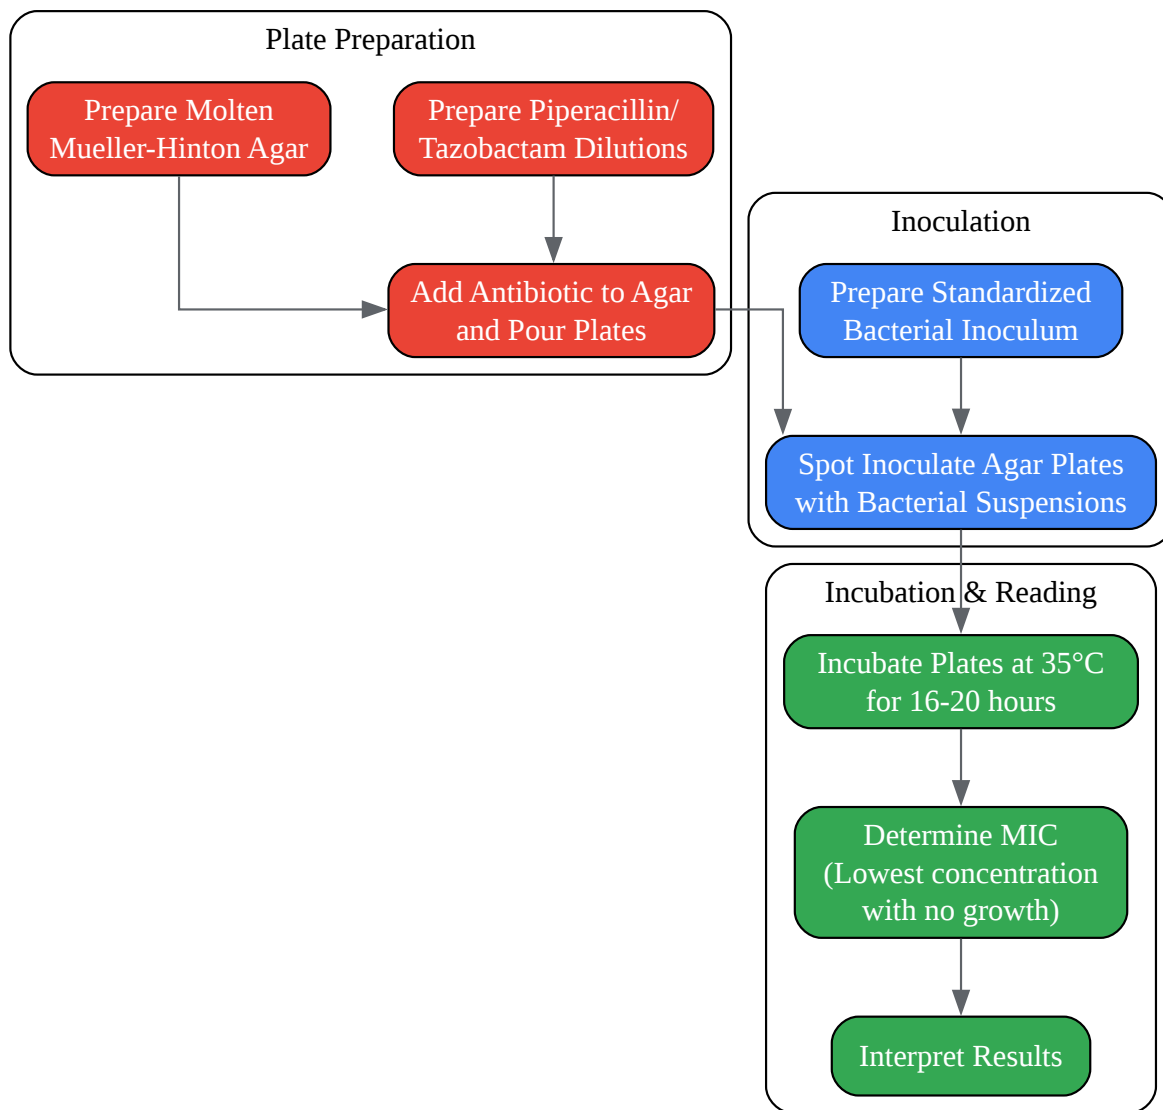 Plate Preparation
Prepare Molten
Mueller-Hinton Agar
Prepare Piperacillin/
Tazobactam Dilutions
Add Antibiotic to Agar
and Pour Plates
Inoculation
Prepare Standardized
Bacterial Inoculum
Spot Inoculate Agar Plates
with Bacterial Suspensions
Incubation & Reading
Incubate Plates at 35°C
for 16-20 hours
Determine MIC
(Lowest concentration
with no growth)
Interpret Results